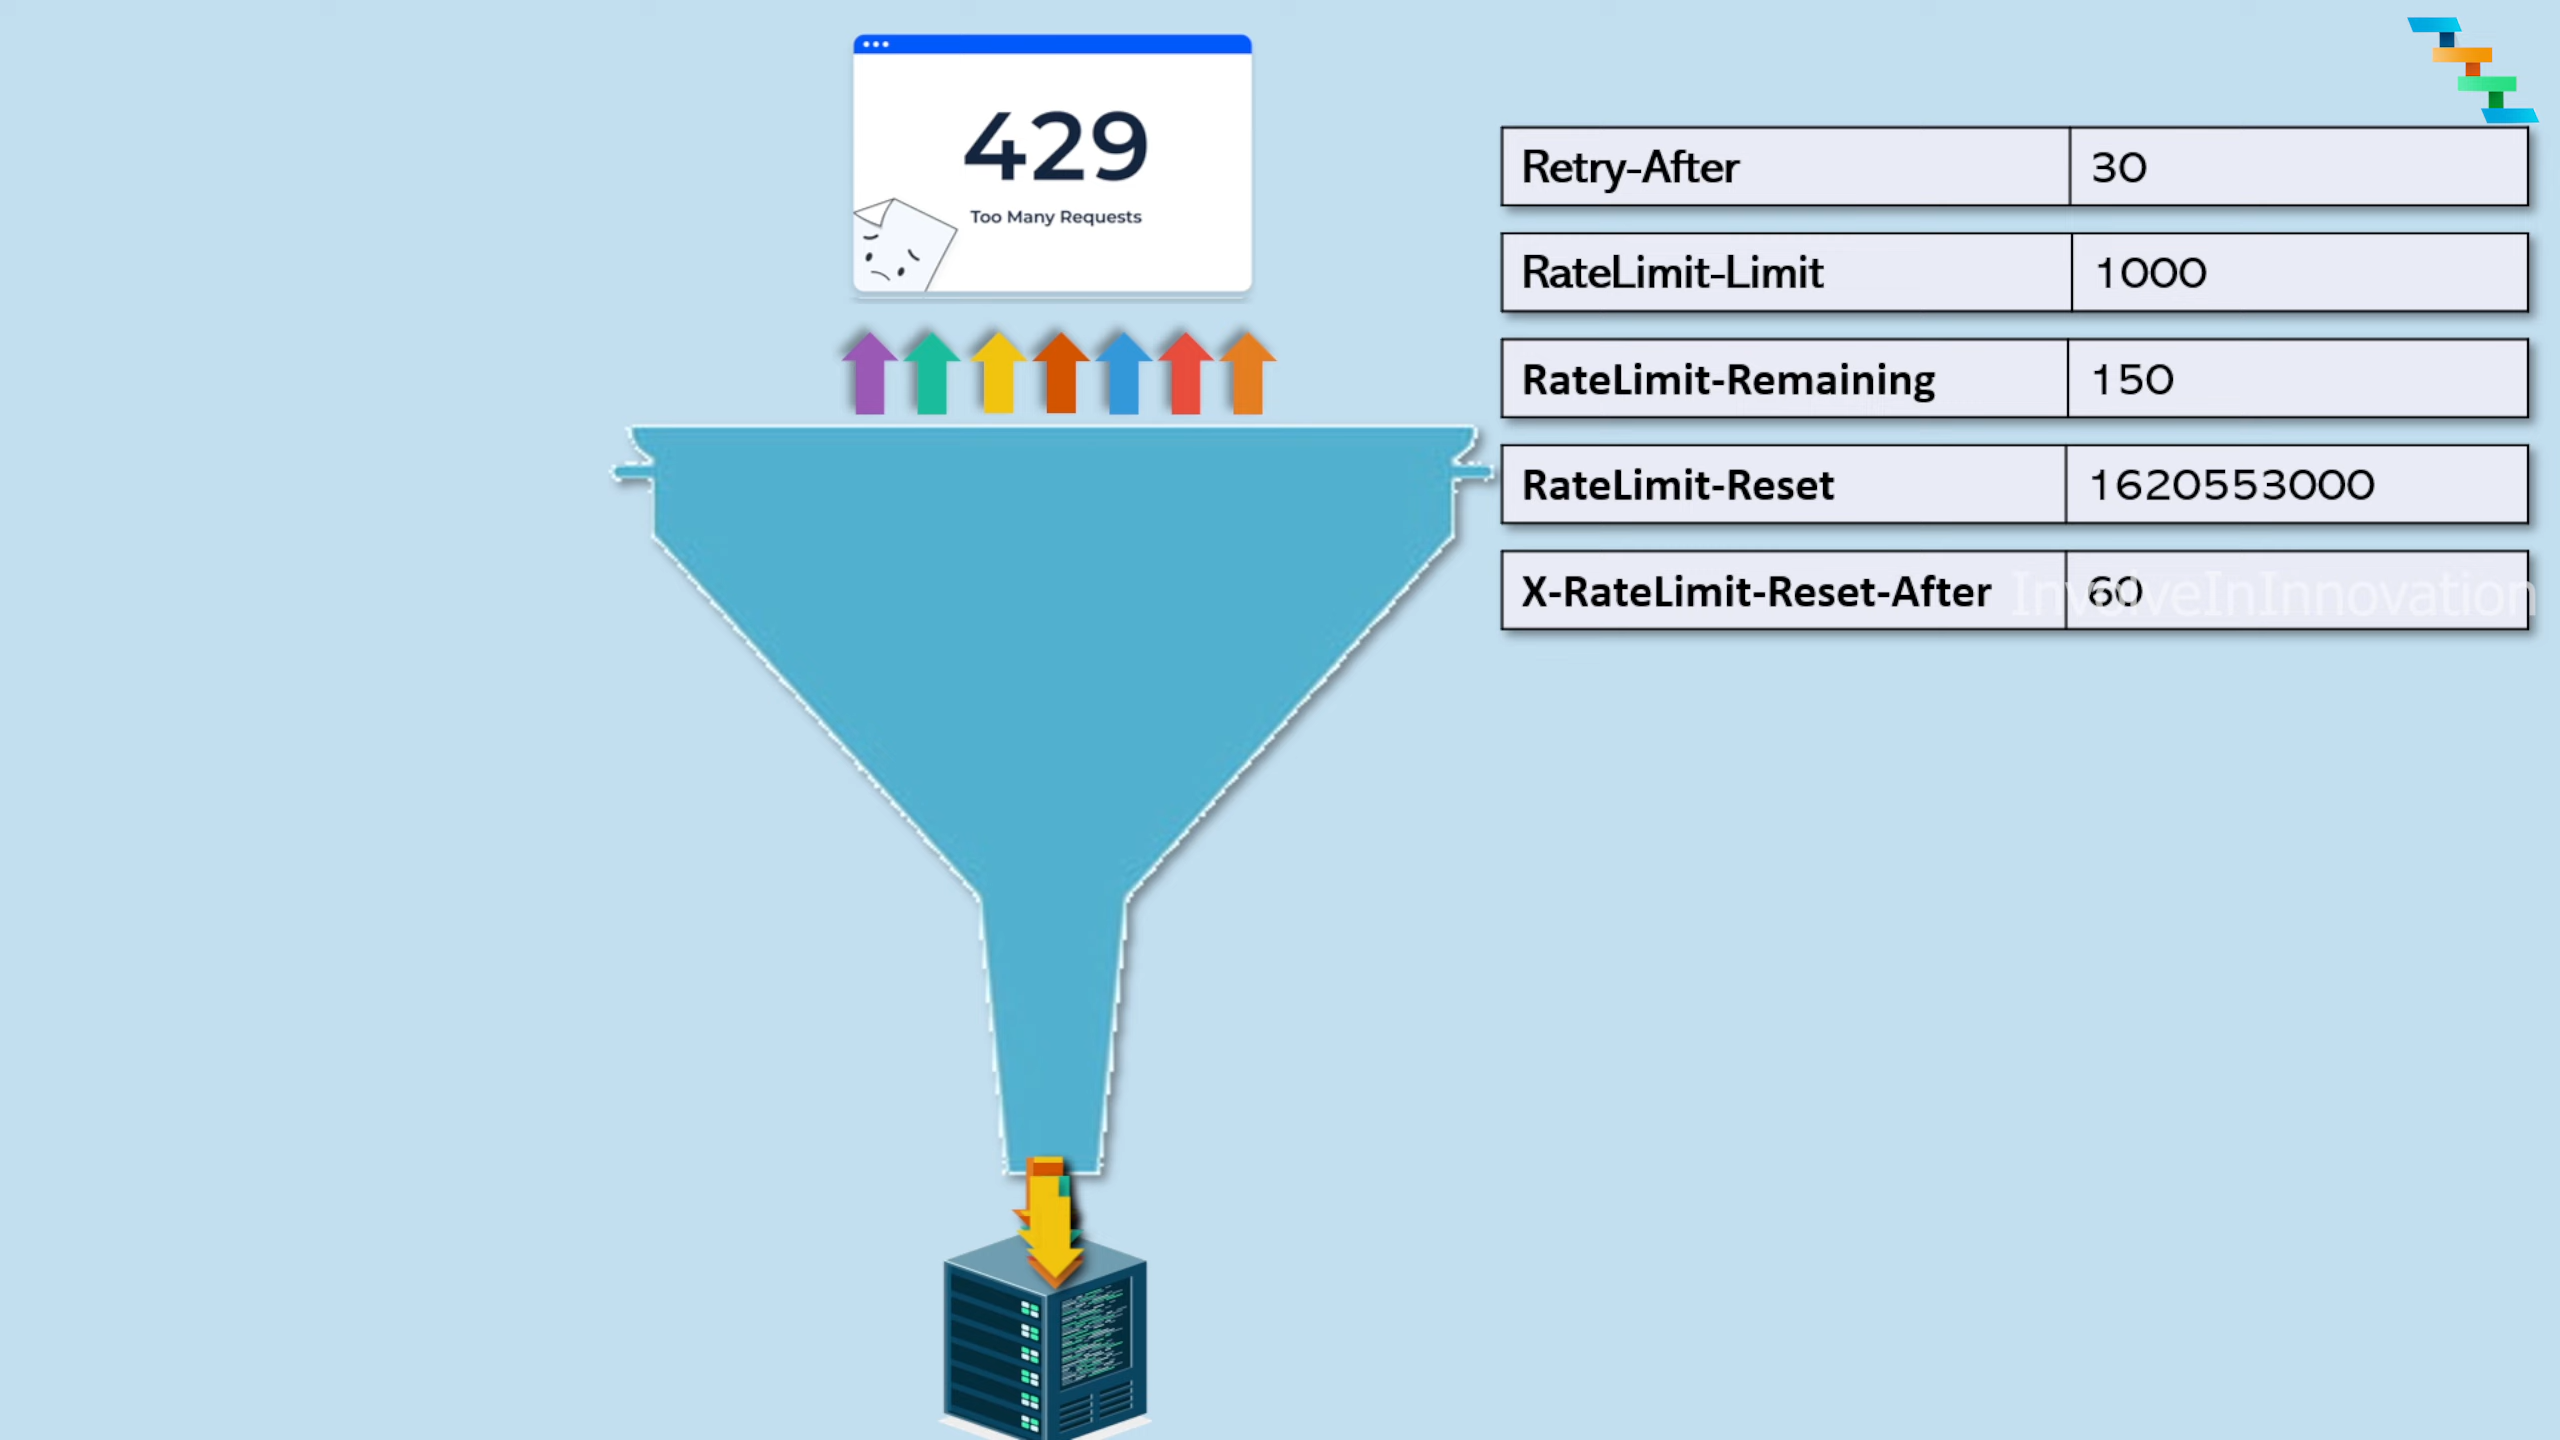 429
Too Many Requests
Retry-After 30
RateLimit-Limit 1000
RateLimit-Remaining 150
RateLimit-Reset 1620553000
X-RateLimit-Reset-After 60
InvolveInInnovation